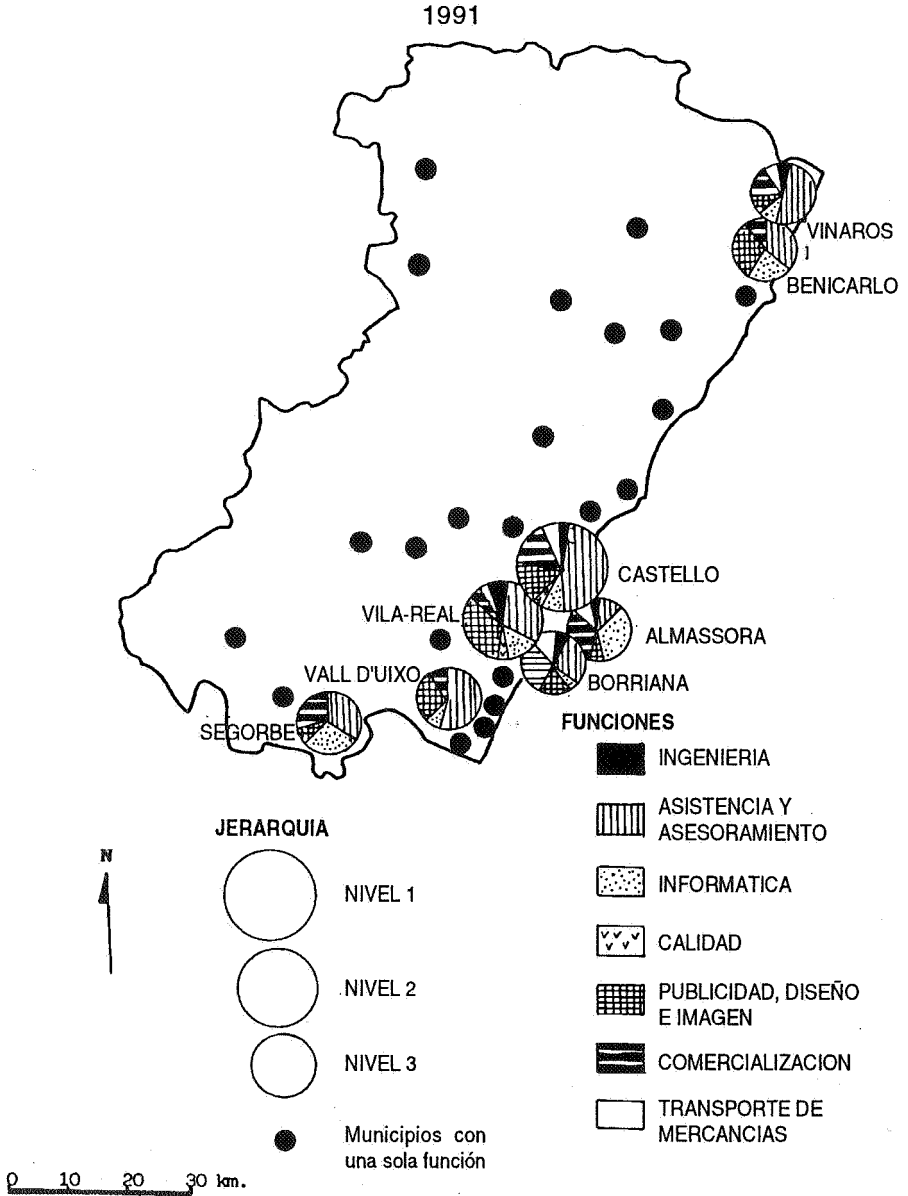 1991
VINAROS
BENICARLO
CASTELLO
VILA-REAL
ALMASSORA
VALL D'UIXO
BORRIANA
SEGORBE
FUNCIONES
INGENIERIA
ASISTENCIA Y
ASESORAMIENTO
INFORMATICA
CALIDAD
PUBLICIDAD, DISEÑO
E IMAGEN
COMERCIALIZACION
TRANSPORTE DE
MERCANCIAS
JERARQUIA
N
NIVEL 1
NIVEL 2
NIVEL 3
Municipios con
una sola función
0 10 20 30 km.